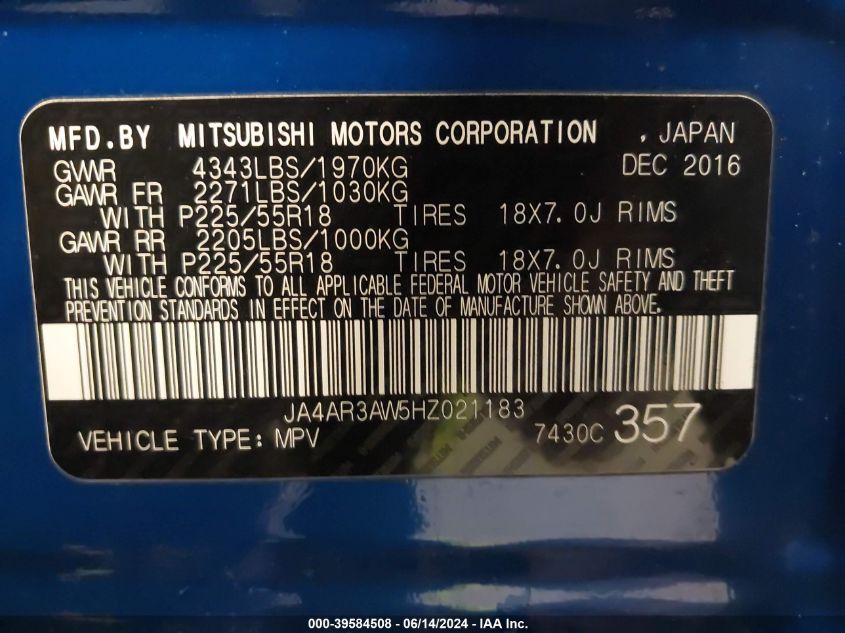 MFD.BY MITSUBISHI MOTORS CORPORATION , JAPAN
GVWR 4343LBS/1970KG DEC 2016
GAWR FR 2271LBS/1030KG
WITH P225/55R18 TIRES 18X7.0J RIMS
GAWR RR 2205LBS/1000KG
WITH P225/55R18 TIRES 18X7.0J RIMS
THIS VEHICLE CONFORMS TO ALL APPLICABLE FEDERAL MOTOR VEHICLE SAFETY AND THEFT
PREVENTION STANDARDS IN EFFECT ON THE DATE OF MANUFACTURE SHOWN ABOVE.
JA4AR3AW5HZ021183
VEHICLE TYPE: MPV 7430C 357
000-39584508 - 06/14/2024 - IAA Inc.